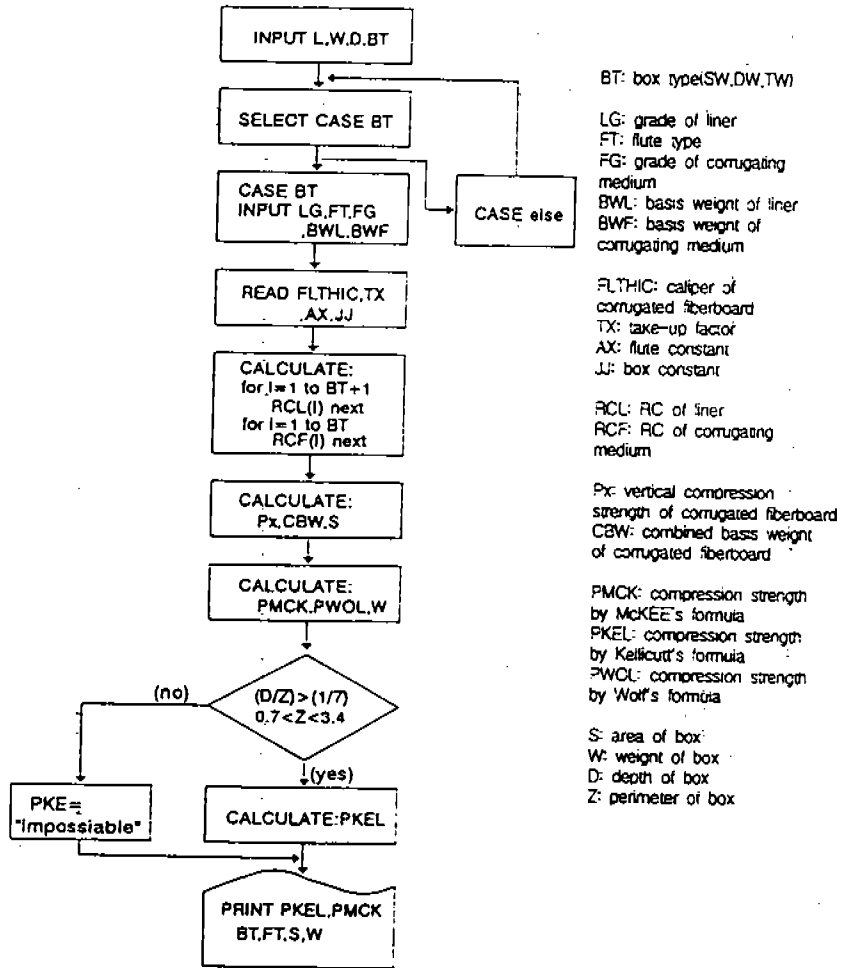 INPUT L,W,D,BT
SELECT CASE BT
CASE BT
INPUT LG,FT,FG
,BWL,BWF
CASE else
READ FLTHIC,TX
,AX,JJ
CALCULATE:
for I=1 to BT+1
RCL(I) next
for I=1 to BT
RCF(I) next
CALCULATE:
Px,CBW,S
CALCULATE:
PMCK,PWOL,W
(no)
(D/Z)>(1/7)
0.7<Z<3.4
(yes)
PKE=
"impossiable"
CALCULATE:PKEL
PRINT PKEL,PMCK
BT,FT,S,W
BT: box type(SW,DW,TW)
LG: grade of liner
FT: flute type
FG: grade of corrugating
medium
BWL: basis weight of liner
BWF: basis weight of
corrugating medium
FLTHIC: caliper of
corrugated fiberboard
TX: take-up factor
AX: flute constant
JJ: box constant
RCL: RC of liner
RCF: RC of corrugating
medium
Px: vertical compression
strength of corrugated fiberboard
CBW: combined basis weight
of corrugated fiberboard
PMCK: compression strength
by McKEE's formula
PKEL: compression strength
by Kellicutt's formula
PWOL: compression strength
by Wolf's formula
S: area of box
W: weight of box
D: depth of box
Z: perimeter of box